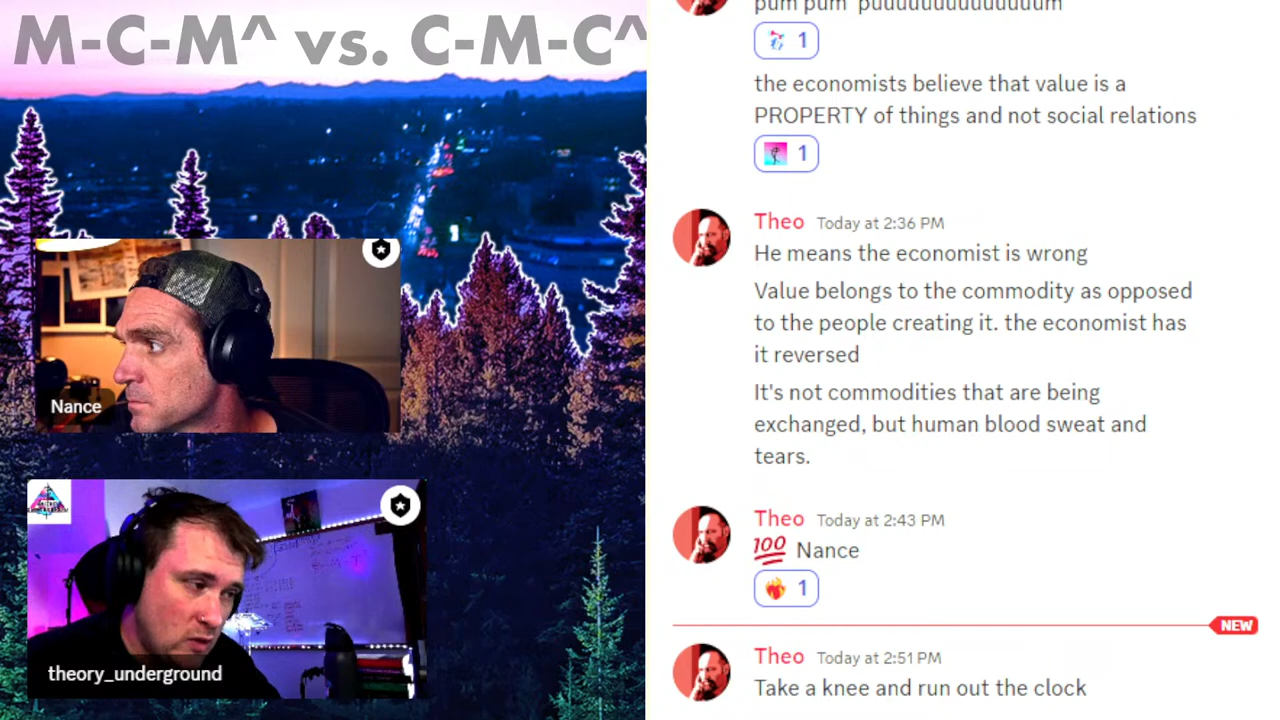 M-C-M^ vs. C-M-C^
Nance
theory_underground
pum pum puuuuuuuuuuuuuum
1
the economists believe that value is a
PROPERTY of things and not social relations
1
Theo Today at 2:36 PM
He means the economist is wrong
Value belongs to the commodity as opposed
to the people creating it. the economist has
it reversed
It's not commodities that are being
exchanged, but human blood sweat and
tears.
Theo Today at 2:43 PM
💯 Nance
1
NEW
Theo Today at 2:51 PM
Take a knee and run out the clock